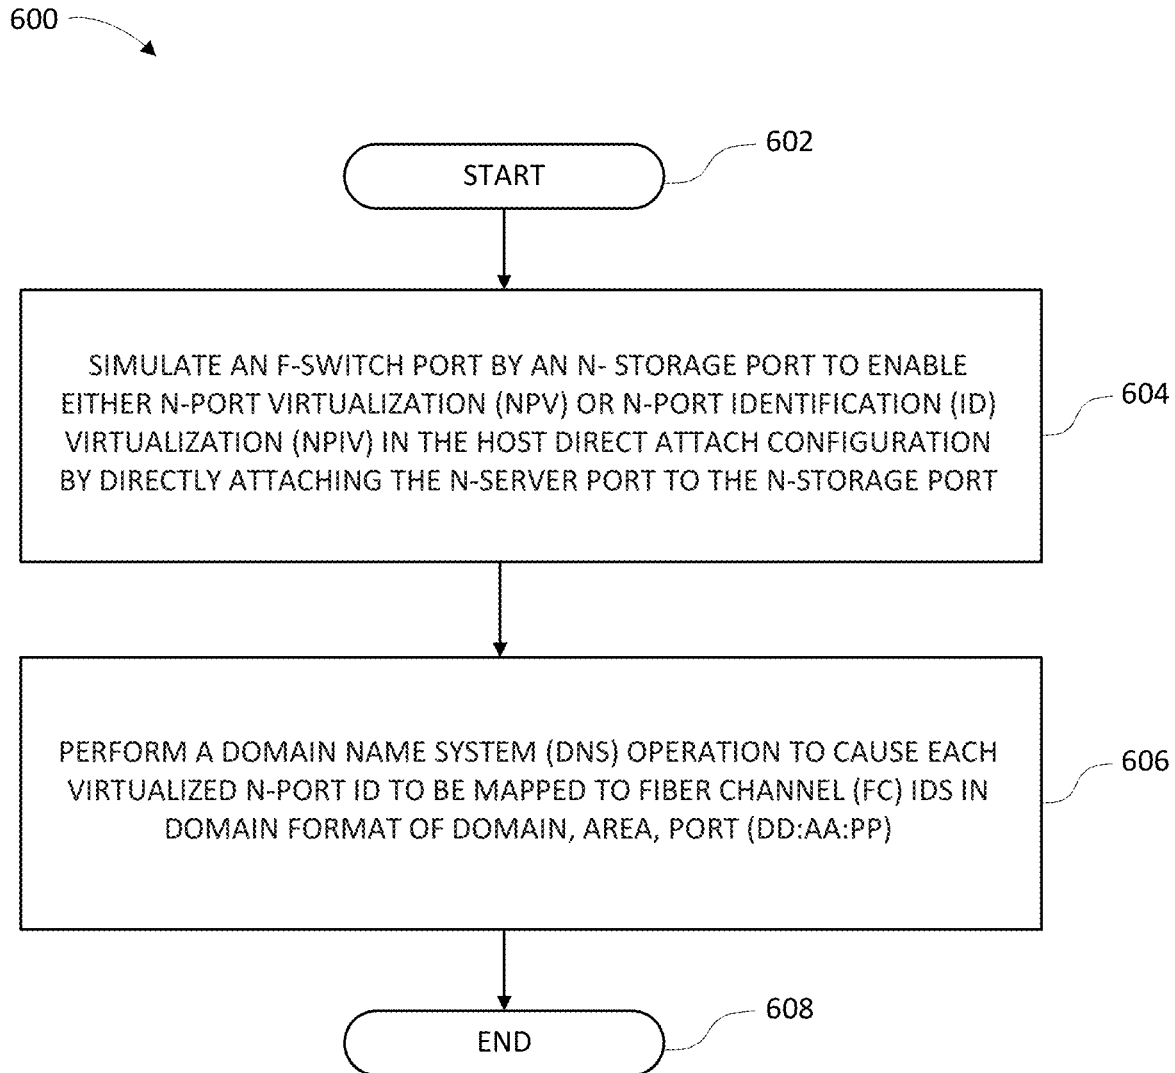 600
602
START
SIMULATE AN F-SWITCH PORT BY AN N- STORAGE PORT TO ENABLE
EITHER N-PORT VIRTUALIZATION (NPV) OR N-PORT IDENTIFICATION (ID)
VIRTUALIZATION (NPIV) IN THE HOST DIRECT ATTACH CONFIGURATION
BY DIRECTLY ATTACHING THE N-SERVER PORT TO THE N-STORAGE PORT
604
PERFORM A DOMAIN NAME SYSTEM (DNS) OPERATION TO CAUSE EACH
VIRTUALIZED N-PORT ID TO BE MAPPED TO FIBER CHANNEL (FC) IDS IN
DOMAIN FORMAT OF DOMAIN, AREA, PORT (DD:AA:PP)
606
608
END